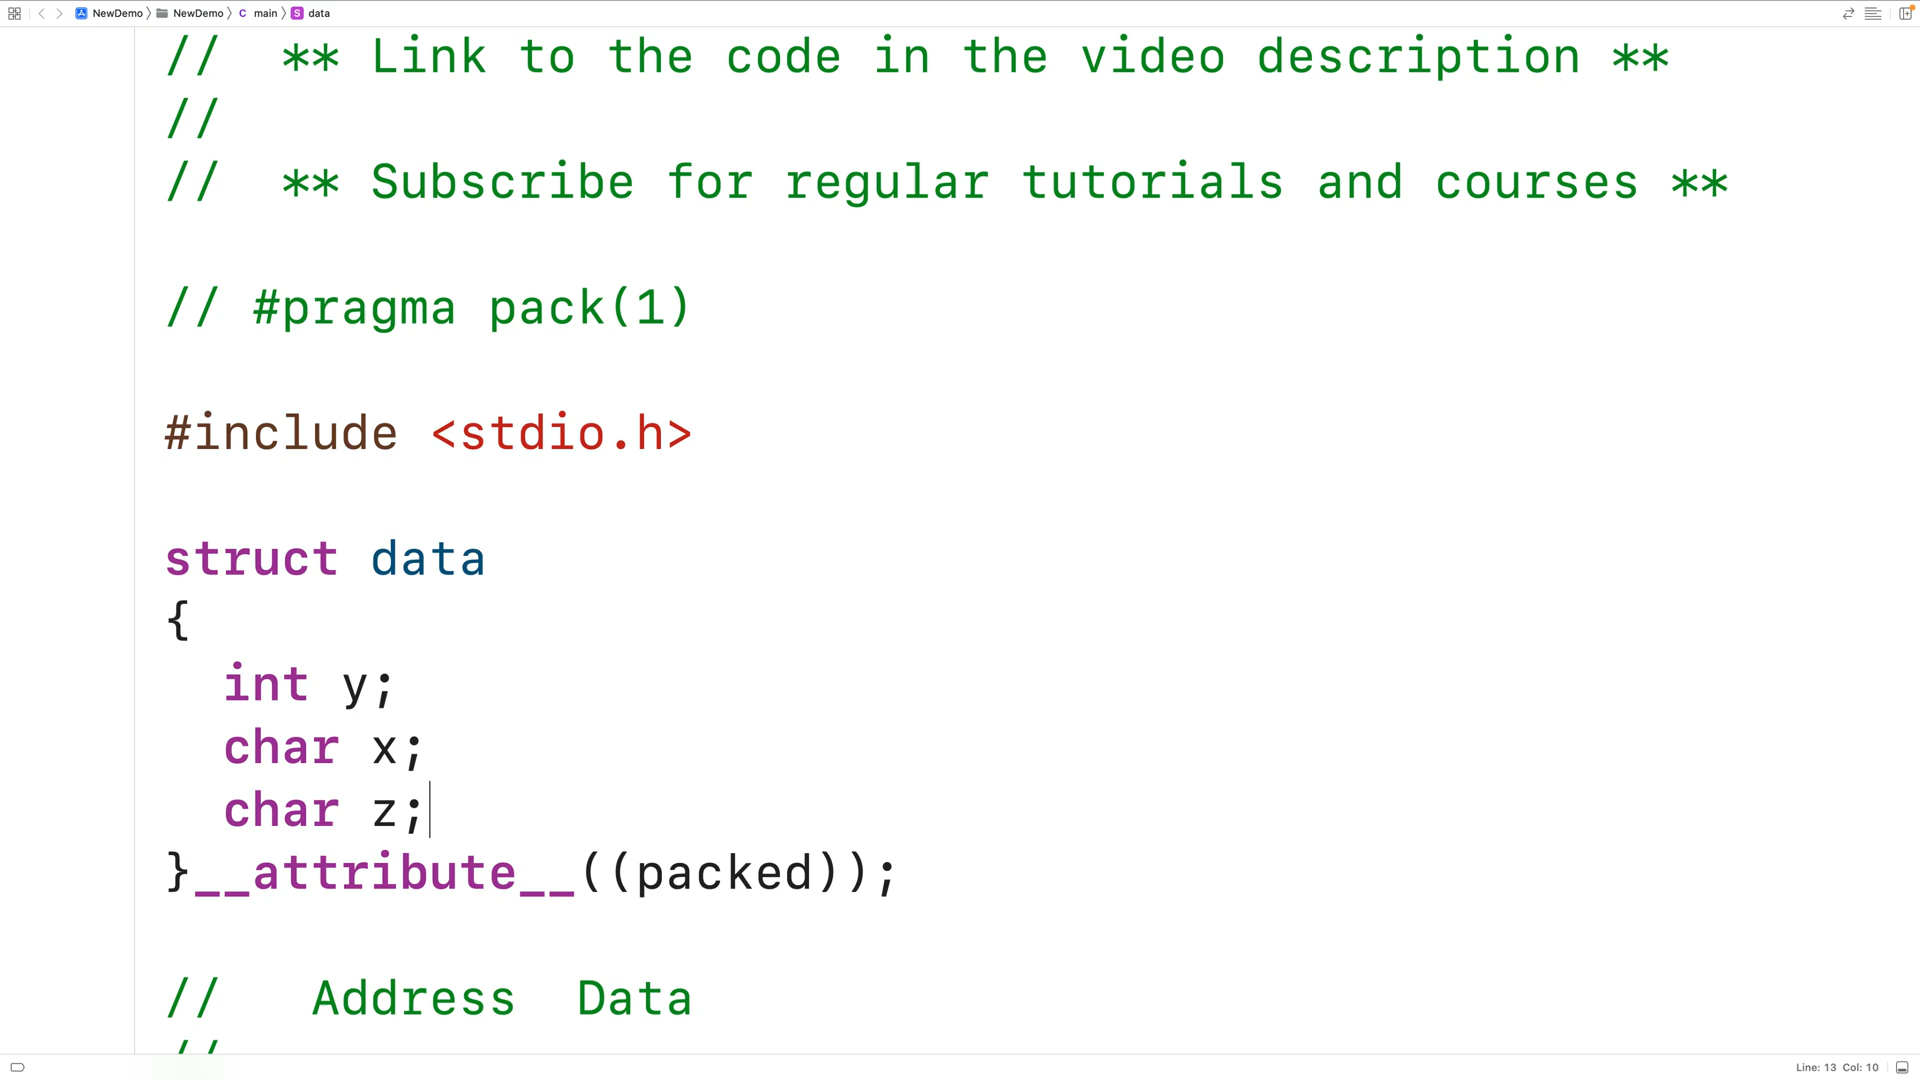 NewDemo NewDemo C main S data
// ** Link to the code in the video description **
//
// ** Subscribe for regular tutorials and courses **
// #pragma pack(1)
#include <stdio.h>
struct data
{
int y;
char x;
char z;
}__attribute__((packed));
// Address Data
//
Line: 13 Col: 10